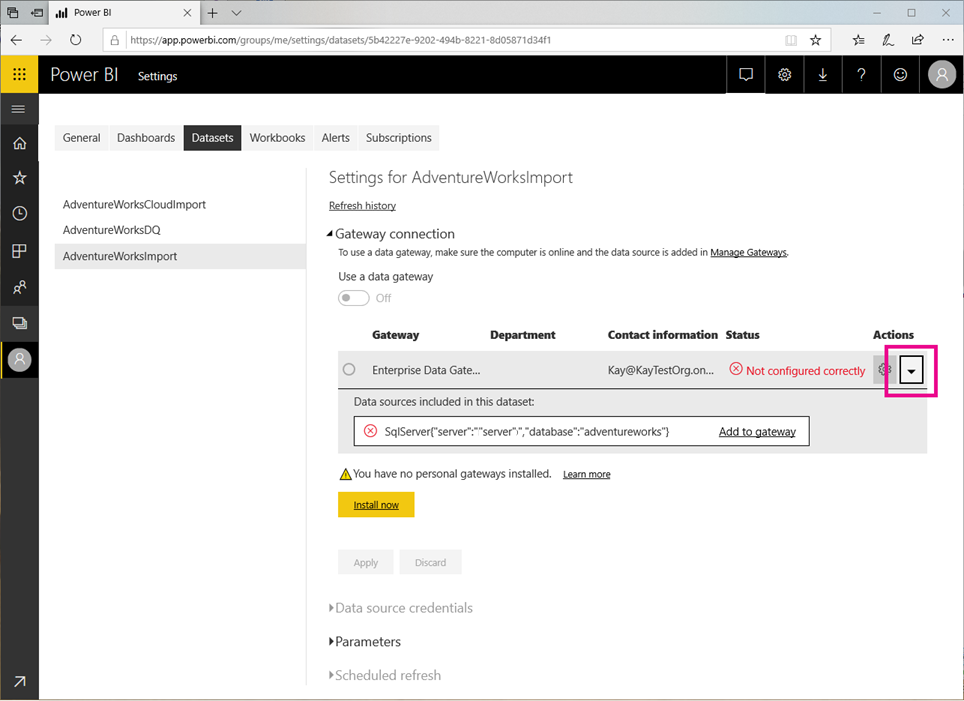 Power BI
https://app.powerbi.com/groups/me/settings/datasets/5b42227e-9202-494b-8221-8d05871d34f1
Power BI Settings
General Dashboards Datasets Workbooks Alerts Subscriptions
Settings for AdventureWorksImport
AdventureWorksCloudImport
Refresh history
AdventureWorksDQ
Gateway connection
AdventureWorksImport
To use a data gateway, make sure the computer is online and the data source is added in Manage Gateways.
Use a data gateway
Off
Gateway Department Contact information Status Actions
Enterprise Data Gate... Kay@KayTestOrg.on... Not configured correctly
Data sources included in this dataset:
SqlServer{"server":""server\","database":"adventureworks"} Add to gateway
You have no personal gateways installed. Learn more
Install now
Apply Discard
Data source credentials
Parameters
Scheduled refresh